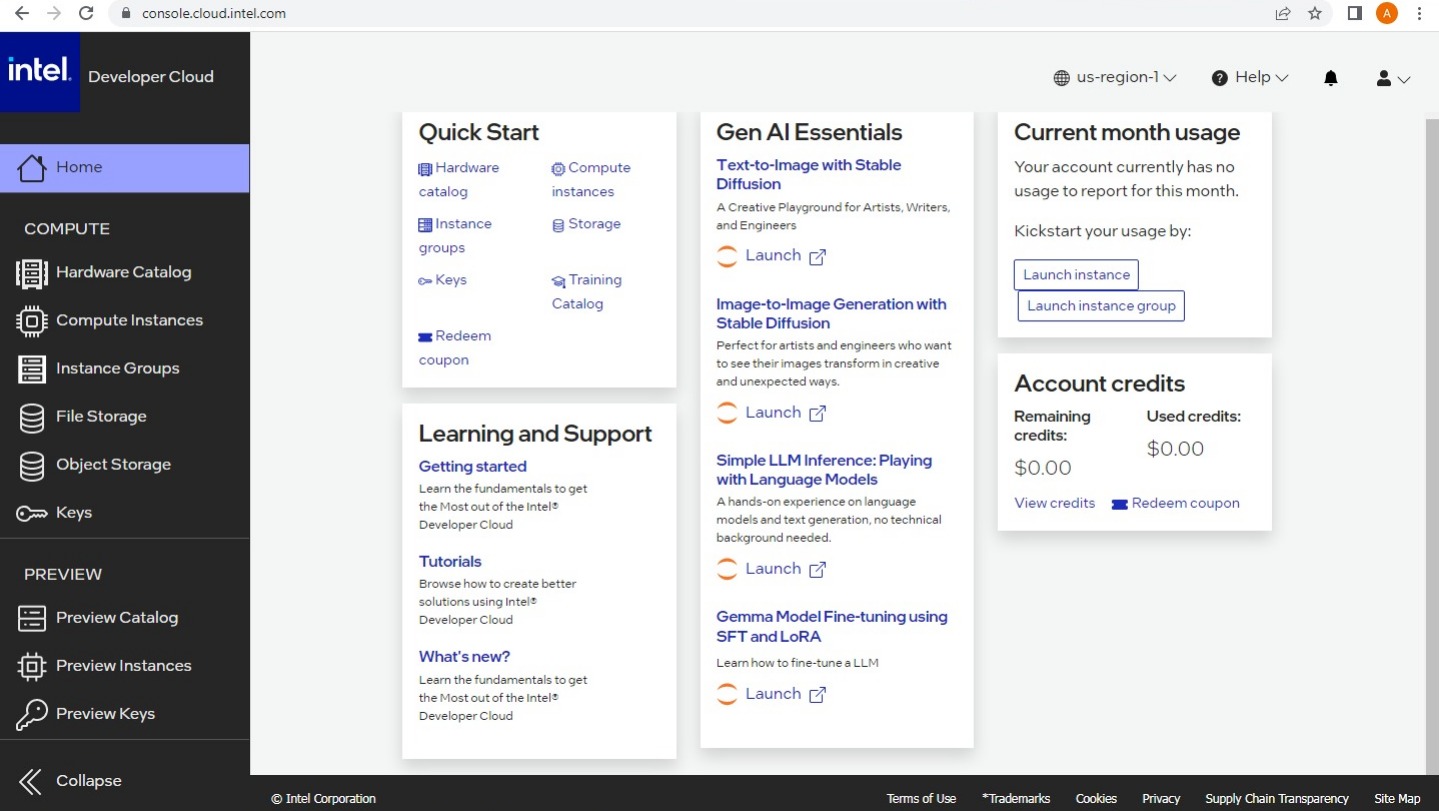 console.cloud.intel.com
A
intel.
Developer Cloud
us-region-1
Help
Home
COMPUTE
Hardware Catalog
Compute Instances
Instance Groups
File Storage
Object Storage
Keys
PREVIEW
Preview Catalog
Preview Instances
Preview Keys
Collapse
Quick Start
Hardware
catalog
Compute
instances
Instance
groups
Storage
Keys
Training
Catalog
Redeem
coupon
Learning and Support
Getting started
Learn the fundamentals to get
the Most out of the Intel®
Developer Cloud
Tutorials
Browse how to create better
solutions using Intel®
Developer Cloud
What's new?
Learn the fundamentals to get
the Most out of the Intel®
Developer Cloud
Gen AI Essentials
Text-to-Image with Stable
Diffusion
A Creative Playground for Artists, Writers,
and Engineers
Launch
Image-to-Image Generation with
Stable Diffusion
Perfect for artists and engineers who want
to see their images transform in creative
and unexpected ways.
Launch
Simple LLM Inference: Playing
with Language Models
A hands-on experience on language
models and text generation, no technical
background needed.
Launch
Gemma Model Fine-tuning using
SFT and LoRA
Learn how to fine-tune a LLM
Launch
Current month usage
Your account currently has no
usage to report for this month.
Kickstart your usage by:
Launch instance
Launch instance group
Account credits
Remaining
credits:
$0.00
Used credits:
$0.00
View credits
Redeem coupon
© Intel Corporation
Terms of Use
*Trademarks
Cookies
Privacy
Supply Chain Transparency
Site Map